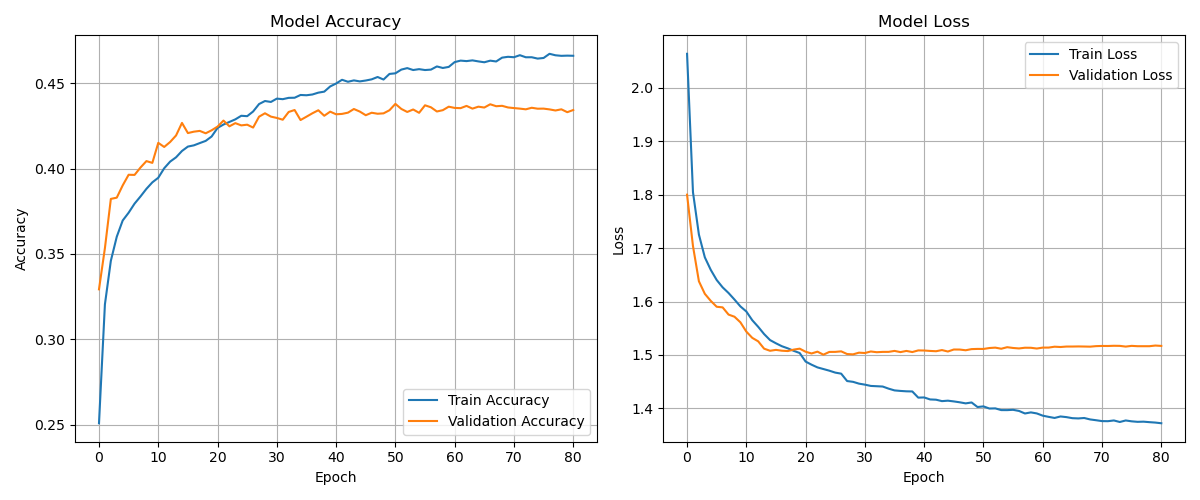 Model Accuracy
0.45
0.40
0.35
0.30
0.25
Accuracy
0 10 20 30 40 50 60 70 80
Epoch
Train Accuracy
Validation Accuracy
Model Loss
2.0
1.9
1.8
1.7
1.6
1.5
1.4
Loss
0 10 20 30 40 50 60 70 80
Epoch
Train Loss
Validation Loss